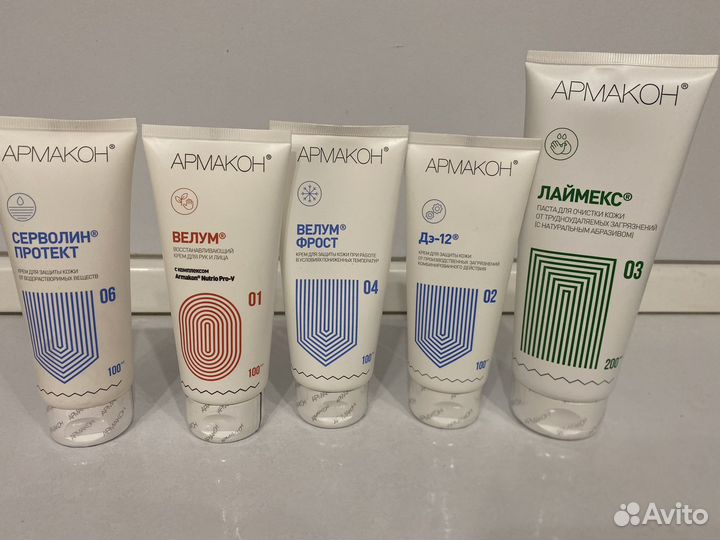 АРМАКОН®
СЕРВОЛИН®
ПРОТЕКТ
КРЕМ ДЛЯ ЗАЩИТЫ КОЖИ
ОТ ВОДОРАСТВОРИМЫХ ВЕЩЕСТВ
06
100
АРМАКОН®
ВЕЛУМ®
ВОССТАНАВЛИВАЮЩИЙ
КРЕМ ДЛЯ РУК И ЛИЦА
С КОМПЛЕКСОМ
Armakon® Nutrio Pro-V
01
100
АРМАКОН®
ВЕЛУМ®
ФРОСТ
КРЕМ ДЛЯ ЗАЩИТЫ КОЖИ ПРИ РАБОТЕ
В УСЛОВИЯХ ПОНИЖЕННЫХ ТЕМПЕРАТУР
04
100
АРМАКОН®
Дэ-12®
КРЕМ ДЛЯ ЗАЩИТЫ КОЖИ
ОТ ПРОИЗВОДСТВЕННЫХ ЗАГРЯЗНЕНИЙ
КОМБИНИРОВАННОГО ДЕЙСТВИЯ
02
100
АРМАКОН®
ЛАЙМЕКС®
ПАСТА ДЛЯ ОЧИСТКИ КОЖИ
ОТ ТРУДНОУДАЛЯЕМЫХ ЗАГРЯЗНЕНИЙ
(С НАТУРАЛЬНЫМ АБРАЗИВОМ)
03
200
Avito